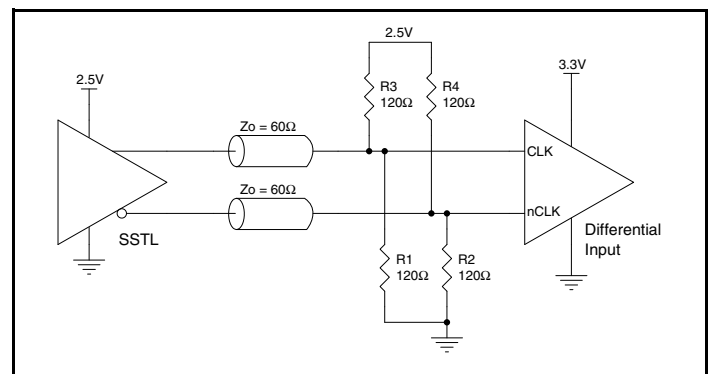 2.5V
2.5V
3.3V
R3
120Ω
R4
120Ω
Zo = 60Ω
CLK
Zo = 60Ω
nCLK
SSTL
Differential
Input
R1
120Ω
R2
120Ω